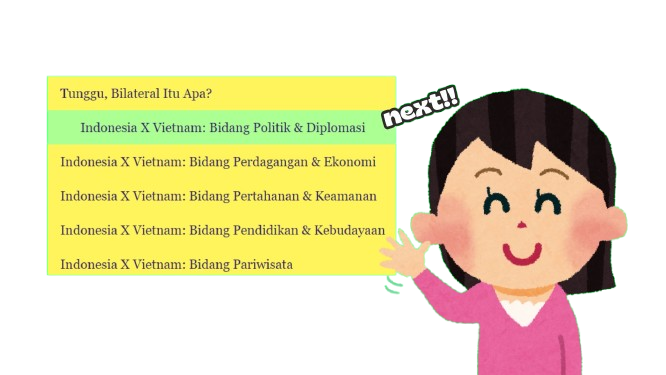 Tunggu, Bilateral Itu Apa?
next!!
Indonesia X Vietnam: Bidang Politik & Diplomasi
Indonesia X Vietnam: Bidang Perdagangan & Ekonomi
Indonesia X Vietnam: Bidang Pertahanan & Keamanan
Indonesia X Vietnam: Bidang Pendidikan & Kebudayaan
Indonesia X Vietnam: Bidang Pariwisata